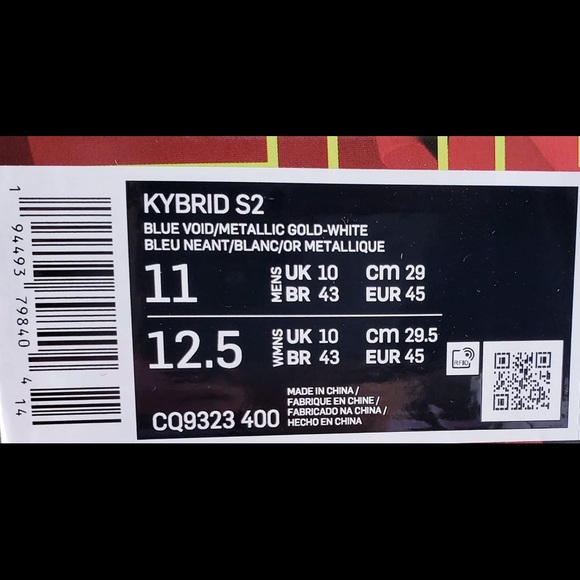 KYBRID S2
BLUE VOID/METALLIC GOLD-WHITE
BLEU NEANT/BLANC/OR METALLIQUE
11 MENS UK 10 cm 29
BR 43 EUR 45
12.5 WMNS UK 10 cm 29.5
BR 43 EUR 45
RFID
CQ9323 400
MADE IN CHINA /
FABRIQUE EN CHINE /
FABRICADO NA CHINA /
HECHO EN CHINA
1 94493 79840 4 14